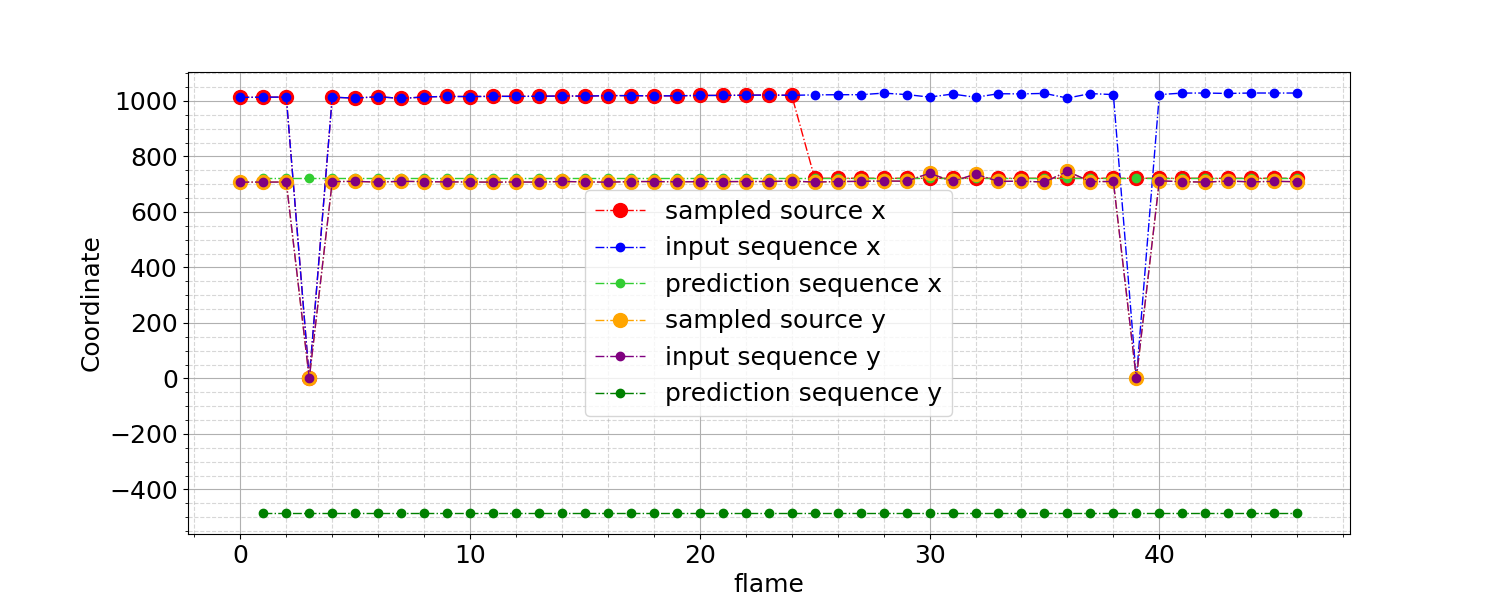 1000
800
600
400
200
0
−200
−400
Coordinate
sampled source x
input sequence x
prediction sequence x
sampled source y
input sequence y
prediction sequence y
0 10 20 30 40
flame